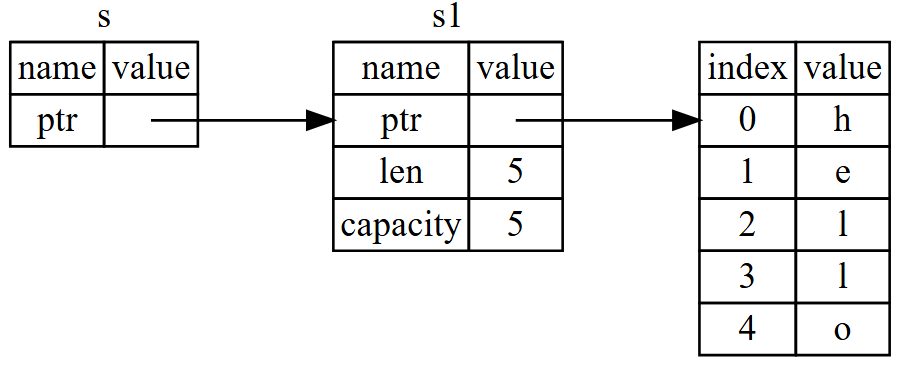 s
name value
ptr
s1
name value
ptr
len 5
capacity 5
index value
0 h
1 e
2 l
3 l
4 o